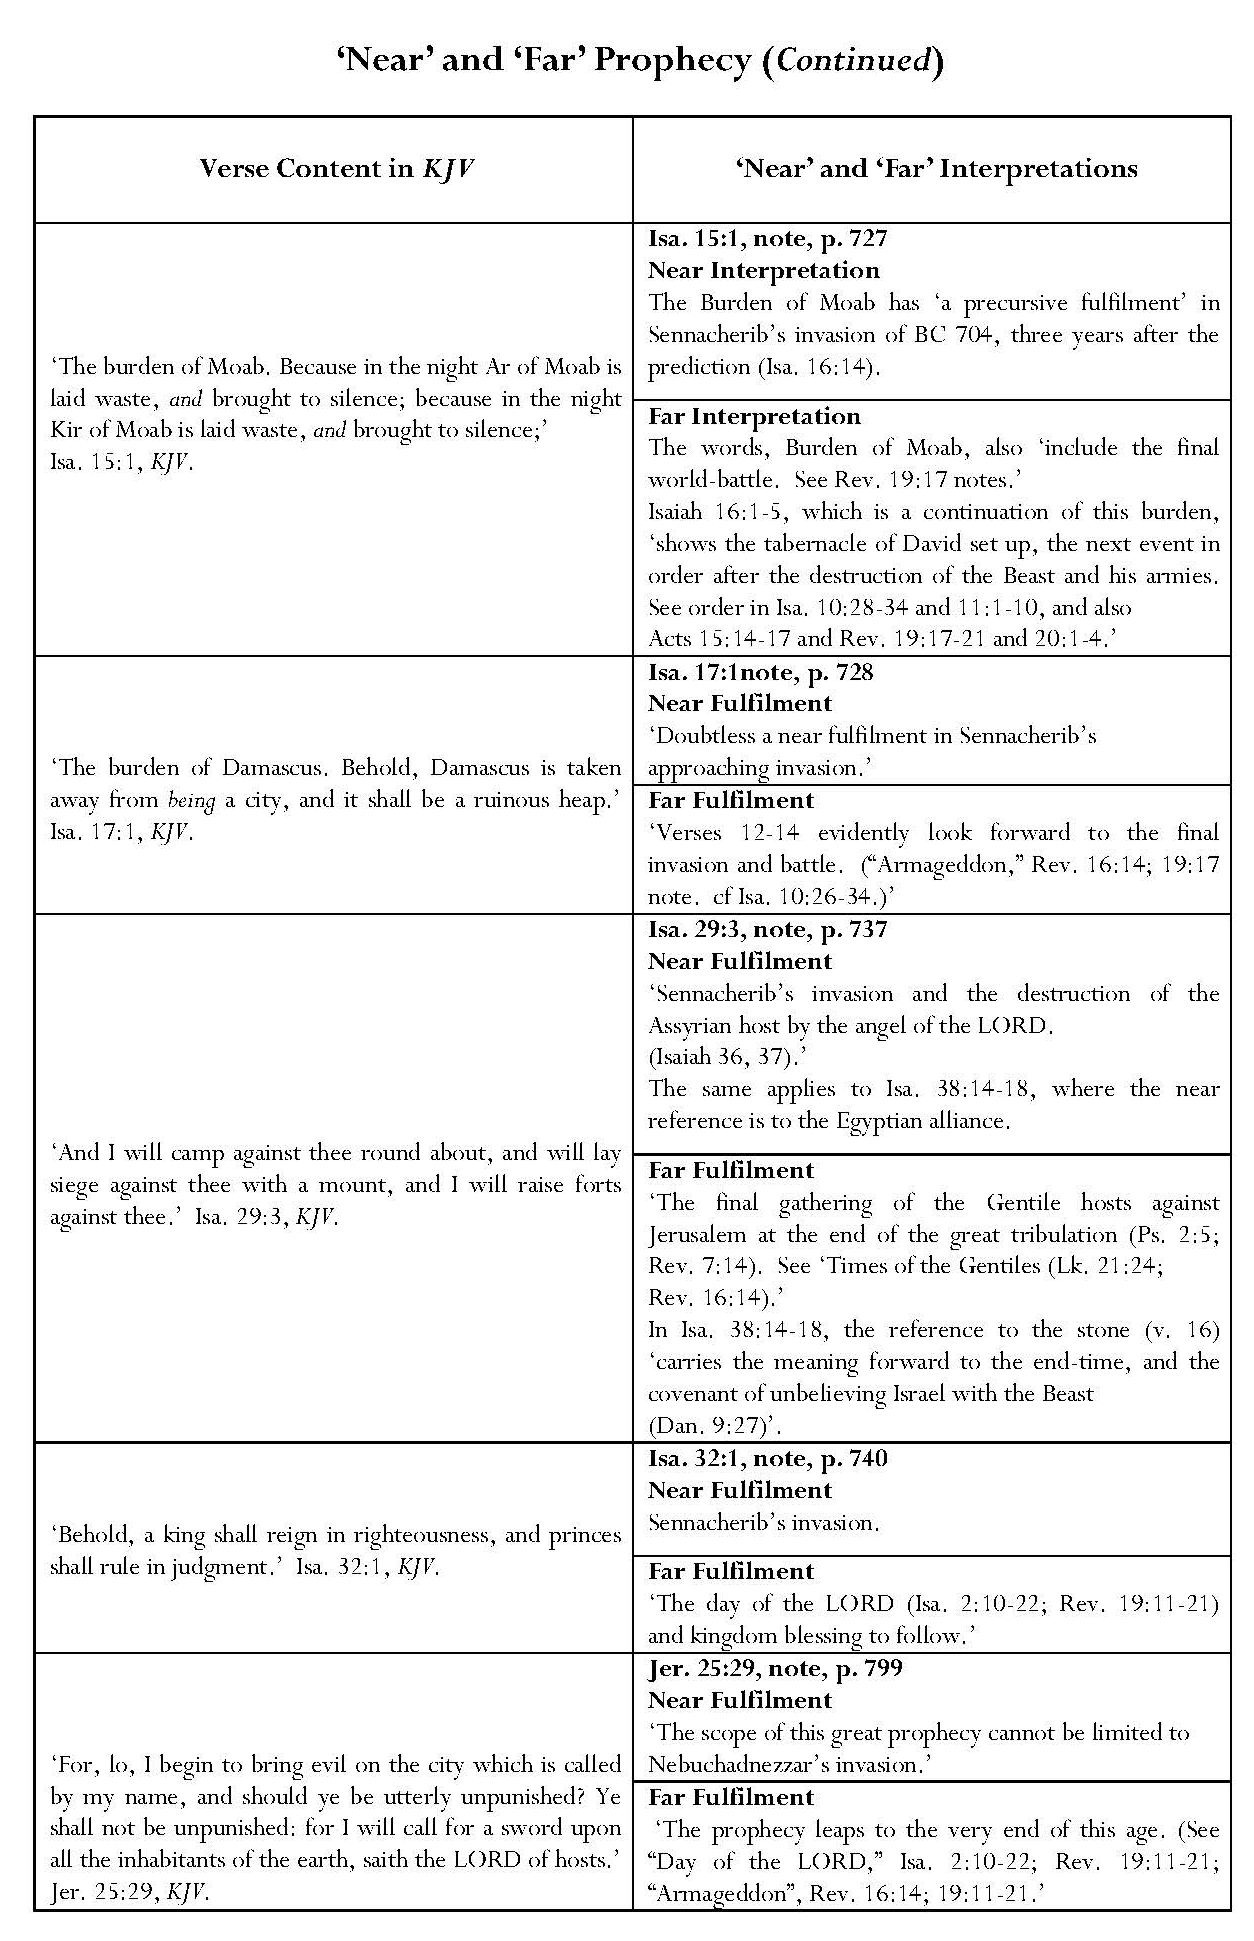 ‘Near’ and ‘Far’ Prophecy (Continued)
Verse Content in KJV
‘Near’ and ‘Far’ Interpretations
‘The burden of Moab. Because in the night Ar of Moab is
laid waste, and brought to silence; because in the night
Kir of Moab is laid waste, and brought to silence;’
Isa. 15:1, KJV.
Isa. 15:1, note, p. 727
Near Interpretation
The Burden of Moab has ‘a precursive fulfilment’ in
Sennacherib’s invasion of BC 704, three years after the
prediction (Isa. 16:14).
Far Interpretation
The words, Burden of Moab, also ‘include the final
world-battle. See Rev. 19:17 notes.’
Isaiah 16:1-5, which is a continuation of this burden,
‘shows the tabernacle of David set up, the next event in
order after the destruction of the Beast and his armies.
See order in Isa. 10:28-34 and 11:1-10, and also
Acts 15:14-17 and Rev. 19:17-21 and 20:1-4.’
‘The burden of Damascus. Behold, Damascus is taken
away from being a city, and it shall be a ruinous heap.’
Isa. 17:1, KJV.
Isa. 17:1note, p. 728
Near Fulfilment
‘Doubtless a near fulfilment in Sennacherib’s
approaching invasion.’
Far Fulfilment
‘Verses 12-14 evidently look forward to the final
invasion and battle. (“Armageddon,” Rev. 16:14; 19:17
note. cf Isa. 10:26-34.)’
‘And I will camp against thee round about, and will lay
siege against thee with a mount, and I will raise forts
against thee.’ Isa. 29:3, KJV.
Isa. 29:3, note, p. 737
Near Fulfilment
‘Sennacherib’s invasion and the destruction of the
Assyrian host by the angel of the LORD.
(Isaiah 36, 37).’
The same applies to Isa. 38:14-18, where the near
reference is to the Egyptian alliance.
Far Fulfilment
‘The final gathering of the Gentile hosts against
Jerusalem at the end of the great tribulation (Ps. 2:5;
Rev. 7:14). See ‘Times of the Gentiles (Lk. 21:24;
Rev. 16:14).’
In Isa. 38:14-18, the reference to the stone (v. 16)
‘carries the meaning forward to the end-time, and the
covenant of unbelieving Israel with the Beast
(Dan. 9:27)’.
‘Behold, a king shall reign in righteousness, and princes
shall rule in judgment.’ Isa. 32:1, KJV.
Isa. 32:1, note, p. 740
Near Fulfilment
Sennacherib’s invasion.
Far Fulfilment
‘The day of the LORD (Isa. 2:10-22; Rev. 19:11-21)
and kingdom blessing to follow.’
‘For, lo, I begin to bring evil on the city which is called
by my name, and should ye be utterly unpunished? Ye
shall not be unpunished: for I will call for a sword upon
all the inhabitants of the earth, saith the LORD of hosts.’
Jer. 25:29, KJV.
Jer. 25:29, note, p. 799
Near Fulfilment
‘The scope of this great prophecy cannot be limited to
Nebuchadnezzar’s invasion.’
Far Fulfilment
‘The prophecy leaps to the very end of this age. (See
“Day of the LORD,” Isa. 2:10-22; Rev. 19:11-21;
“Armageddon”, Rev. 16:14; 19:11-21.’